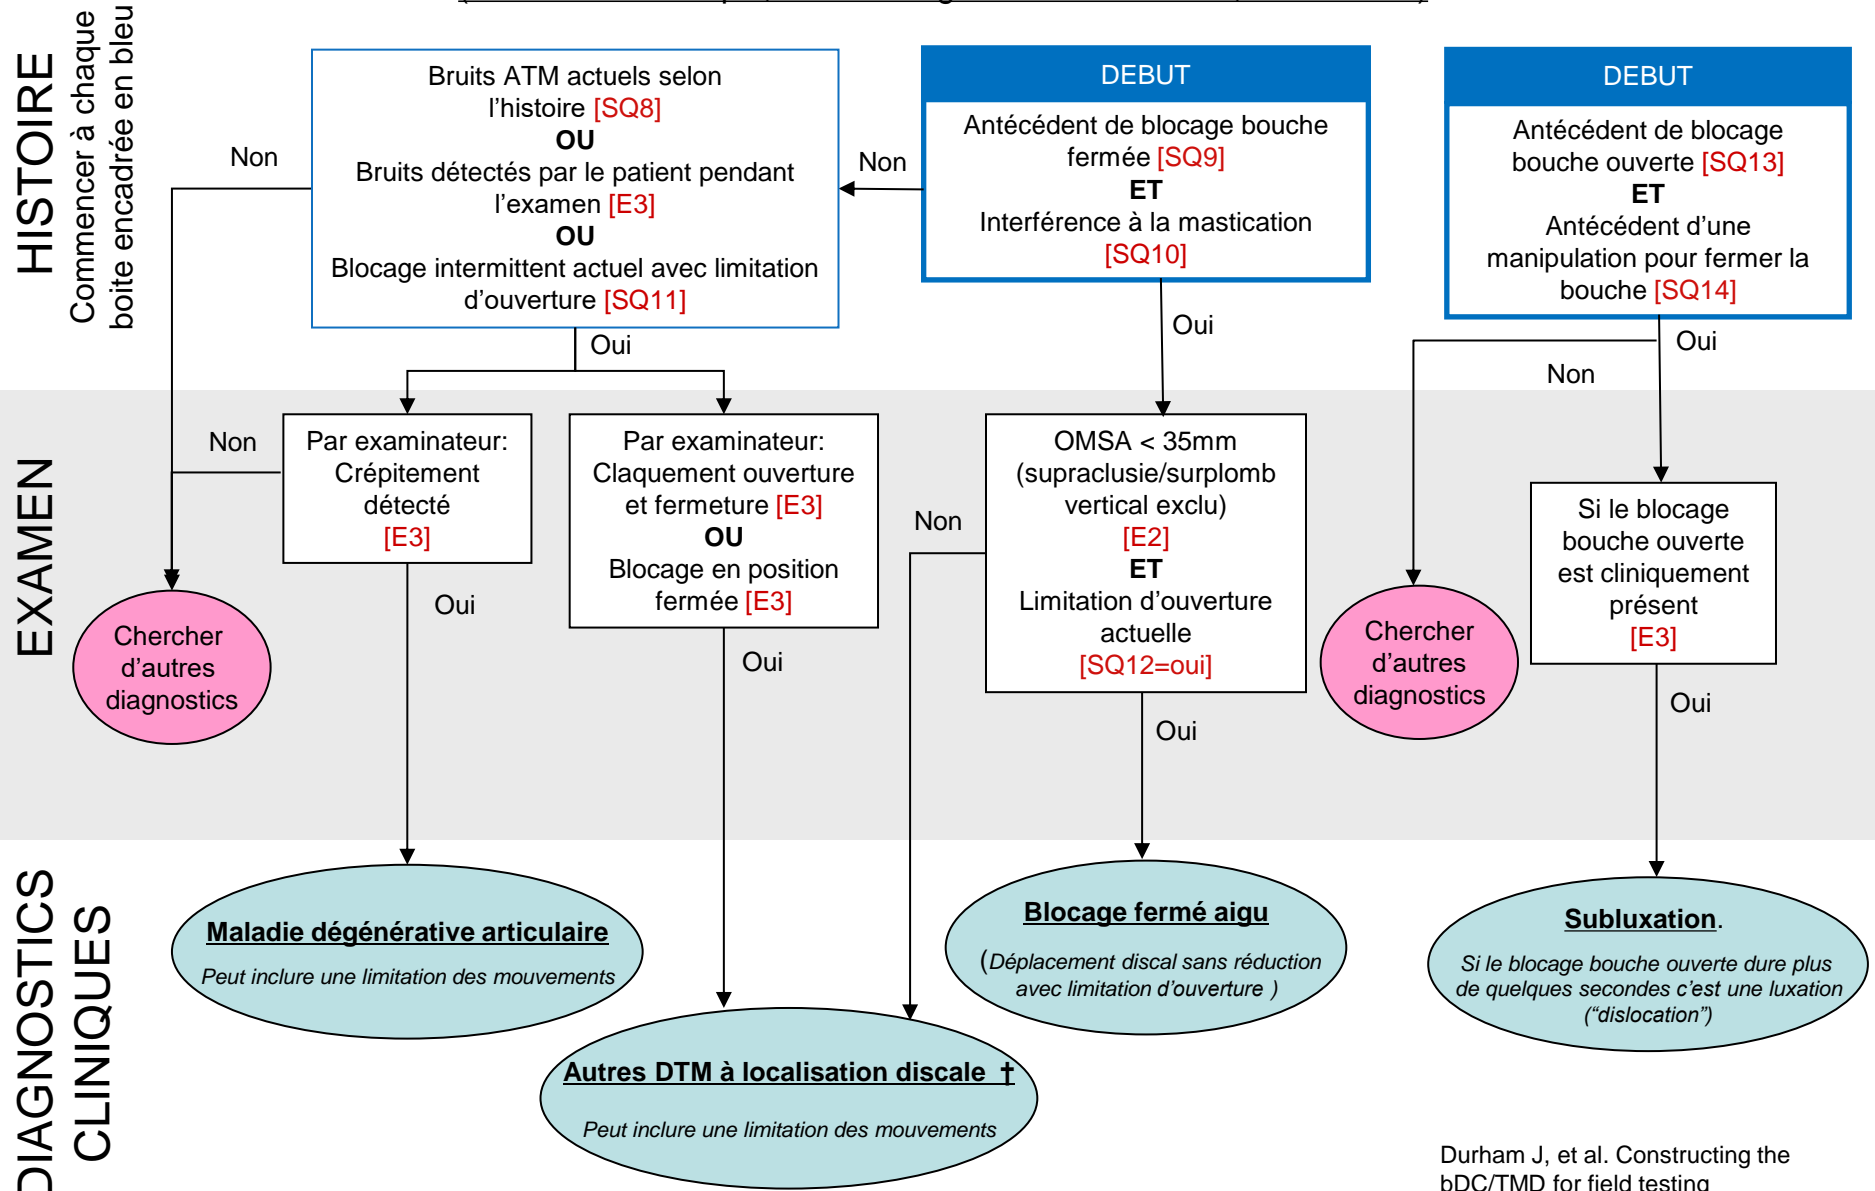 HISTOIRE
Commencer à chaque
boite encadrée en bleu
Bruits ATM actuels selon
l'histoire [SQ8]
OU
Bruits détectés par le patient pendant
l'examen [E3]
OU
Blocage intermittent actuel avec limitation
d'ouverture [SQ11]
Non
Non
DEBUT
Antécédent de blocage bouche
fermée [SQ9]
ET
Interférence à la mastication
[SQ10]
DEBUT
Antécédent de blocage
bouche ouverte [SQ13]
ET
Antécédent d'une
manipulation pour fermer la
bouche [SQ14]
Oui
Oui
Oui
Non
EXAMEN
Non
Par examinateur:
Crépitement
détecté
[E3]
Par examinateur:
Claquement ouverture
et fermeture [E3]
OU
Blocage en position
fermée [E3]
Non
OMSA < 35mm
(supraclusie/surplomb
vertical exclu)
[E2]
ET
Limitation d'ouverture
actuelle
[SQ12=oui]
Si le blocage
bouche ouverte
est cliniquement
présent
[E3]
Chercher
d'autres
diagnostics
Oui
Oui
Oui
Chercher
d'autres
diagnostics
Oui
DIAGNOSTICS
CLINIQUES
Maladie dégénérative articulaire
Peut inclure une limitation des mouvements
Autres DTM à localisation discale †
Peut inclure une limitation des mouvements
Blocage fermé aigu
(Déplacement discal sans réduction
avec limitation d'ouverture )
Subluxation.
Si le blocage bouche ouverte dure plus
de quelques secondes c'est une luxation
("dislocation")
Durham J, et al. Constructing the
bDC/TMD for field testing